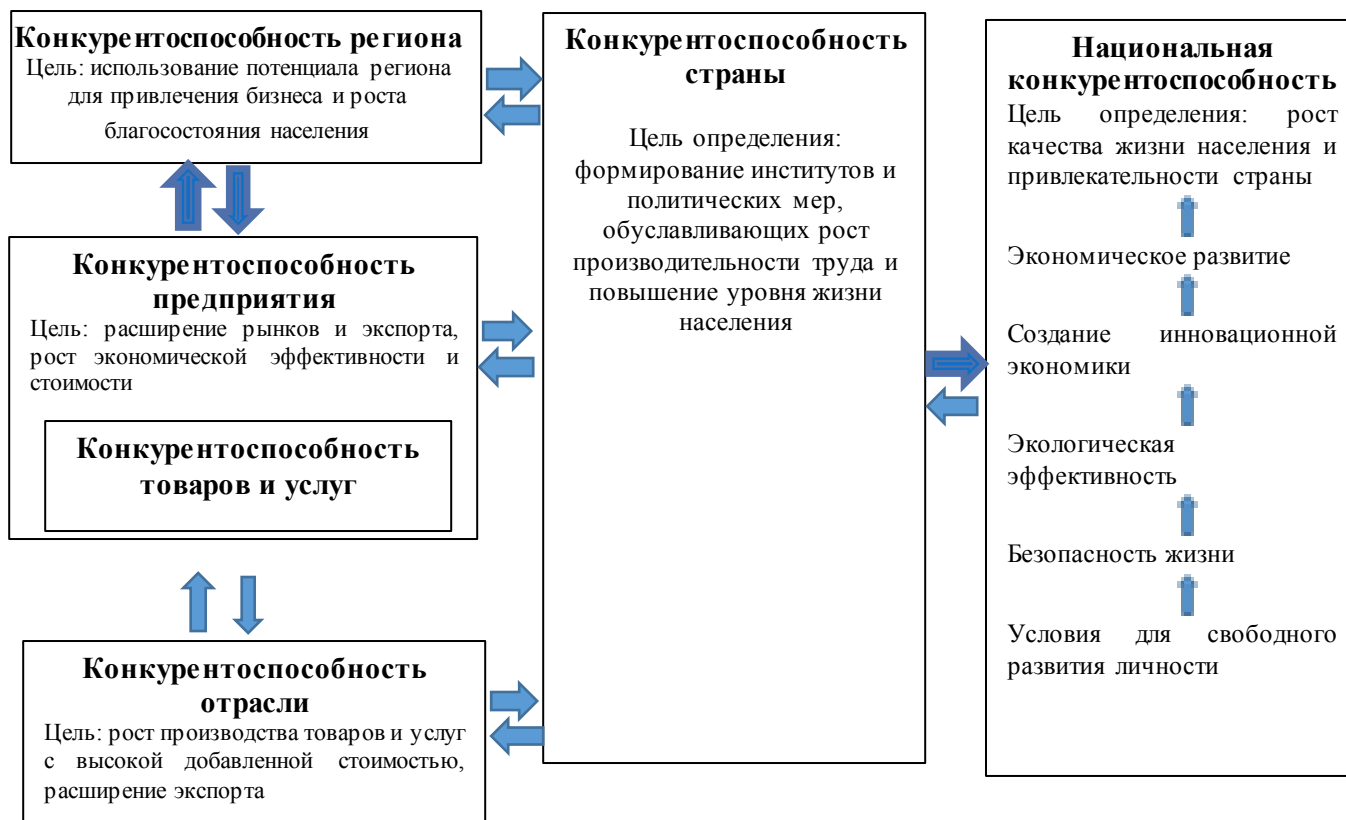 Конкурентоспособность региона
Цель: использование потенциала региона
для привлечения бизнеса и роста
благосостояния населения
Конкурентоспособность
предприятия
Цель: расширение рынков и экспорта,
рост экономической эффективности и
стоимости
Конкурентоспособность
товаров и услуг
Конкурентоспособность
отрасли
Цель: рост производства товаров и услуг
с высокой добавленной стоимостью,
расширение экспорта
Конкурентоспособность
страны
Цель определения:
формирование институтов и
политических мер,
обуславливающих рост
производительности труда и
повышение уровня жизни
населения
Национальная
конкурентоспособность
Цель определения: рост
качества жизни населения и
привлекательности страны
Экономическое развитие
Создание инновационной
экономики
Экологическая
эффективность
Безопасность жизни
Условия для свободного
развития личности